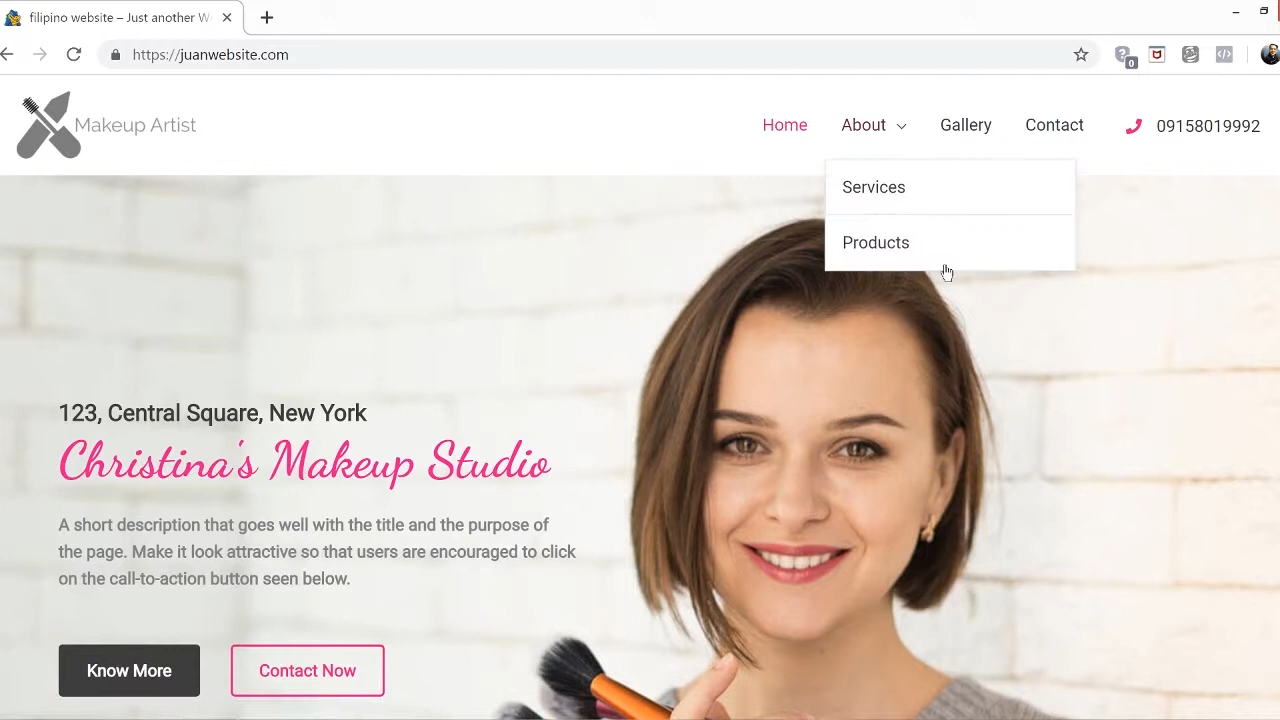 filipino website – Just another W
https://juanwebsite.com
0
Makeup Artist
Home
About
Gallery
Contact
09158019992
Services
Products
123, Central Square, New York
Christina's Makeup Studio
A short description that goes well with the title and the purpose of
the page. Make it look attractive so that users are encouraged to click
on the call-to-action button seen below.
Know More
Contact Now